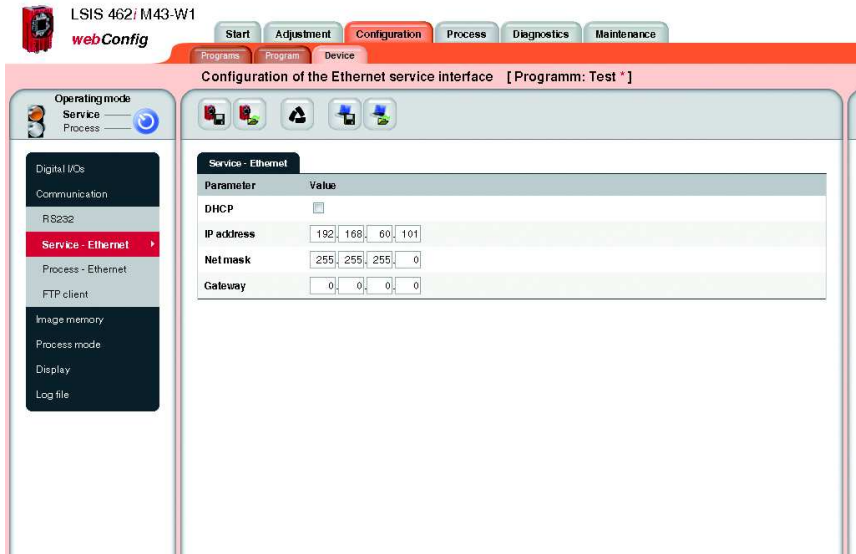 LSIS 462i M43-W1
webConfig
Start Adjustment Configuration Process Diagnostics Maintenance
Programs Program Device
Configuration of the Ethernet service interface [ Programm: Test * ]
Operating mode
Service
Process
Digital I/Os
Communication
RS232
Service - Ethernet
Process - Ethernet
FTP client
Image memory
Process mode
Display
Log file
Service - Ethernet
Parameter Value
DHCP
IP address 192. 168. 60. 101
Net mask 255. 255. 255. 0
Gateway 0. 0. 0. 0